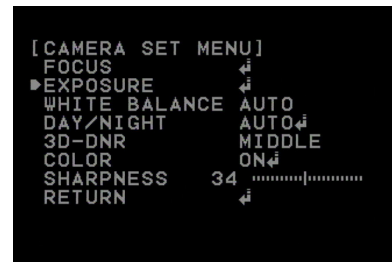 [CAMERA SET MENU]
FOCUS ↲
EXPOSURE ↲
WHITE BALANCE AUTO
DAY/NIGHT AUTO↲
3D-DNR MIDDLE
COLOR ON↲
SHARPNESS 34
RETURN ↲